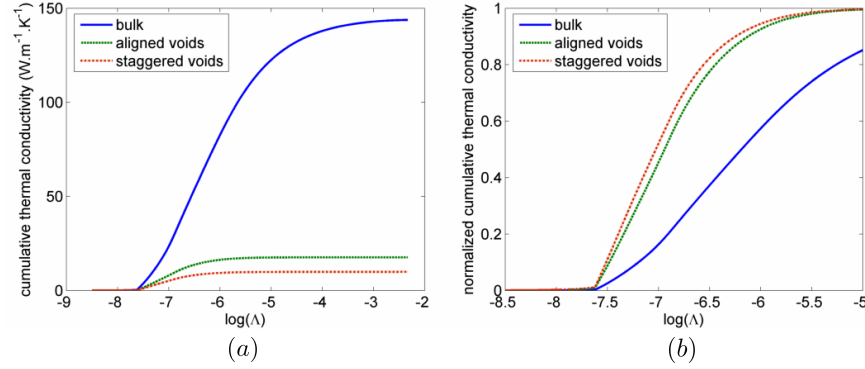 cumulative thermal conductivity (W.m⁻¹.K⁻¹)
150
100
50
0
bulk
aligned voids
staggered voids
-9 -8 -7 -6 -5 -4 -3 -2
log(Λ)
(a)
normalized cumulative thermal conductivity
1
0.8
0.6
0.4
0.2
0
bulk
aligned voids
staggered voids
-8.5 -8 -7.5 -7 -6.5 -6 -5.5 -5
log(Λ)
(b)